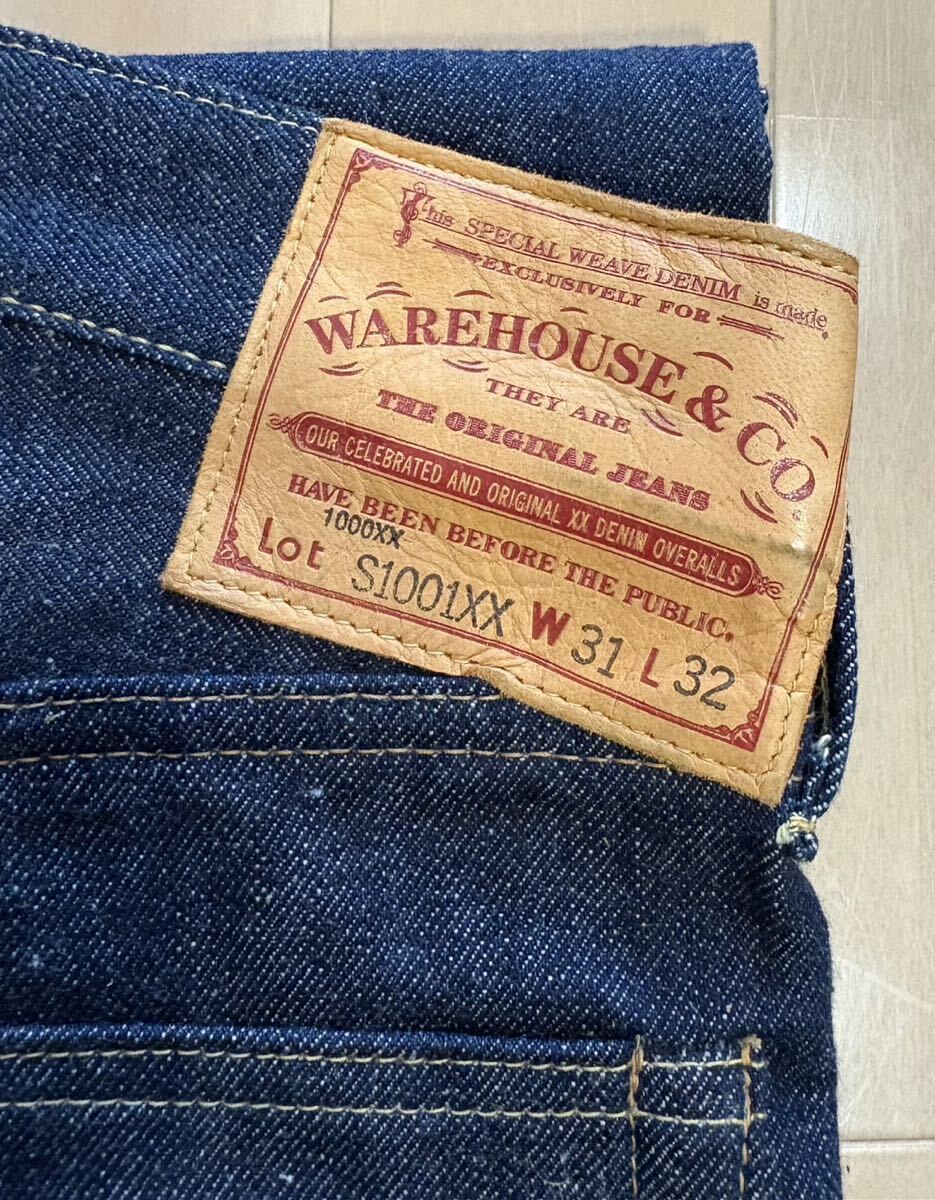 This SPECIAL WEAVE DENIM is made
EXCLUSIVELY FOR
WAREHOUSE & CO.
THEY ARE
THE ORIGINAL JEANS
OUR CELEBRATED AND ORIGINAL XX DENIM OVERALLS
HAVE BEEN BEFORE THE PUBLIC.
1000XX
Lot S1001XX W 31 L 32